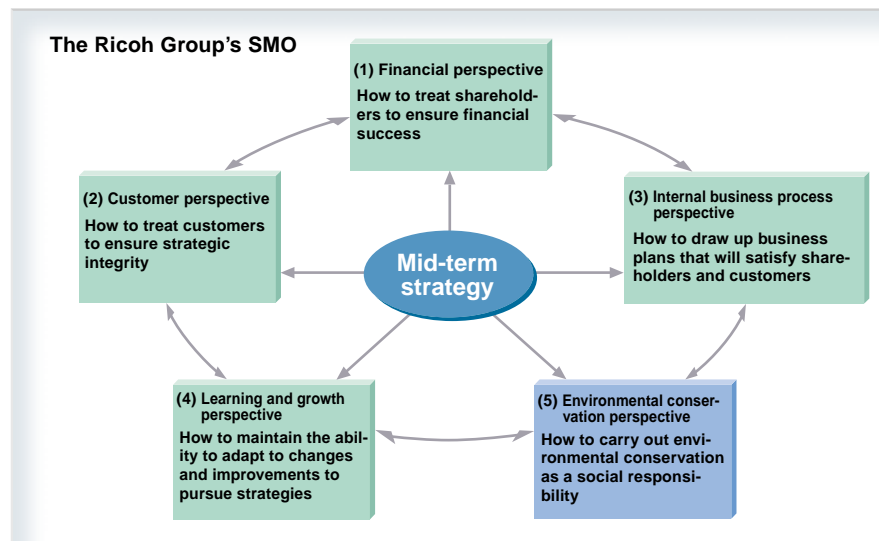 The Ricoh Group's SMO
(1) Financial perspective
How to treat sharehold-
ers to ensure financial
success
(2) Customer perspective
How to treat customers
to ensure strategic
integrity
(3) Internal business process
perspective
How to draw up business
plans that will satisfy share-
holders and customers
Mid-term
strategy
(4) Learning and growth
perspective
How to maintain the abil-
ity to adapt to changes
and improvements to
pursue strategies
(5) Environmental conser-
vation perspective
How to carry out envi-
ronmental conservation
as a social responsi-
bility